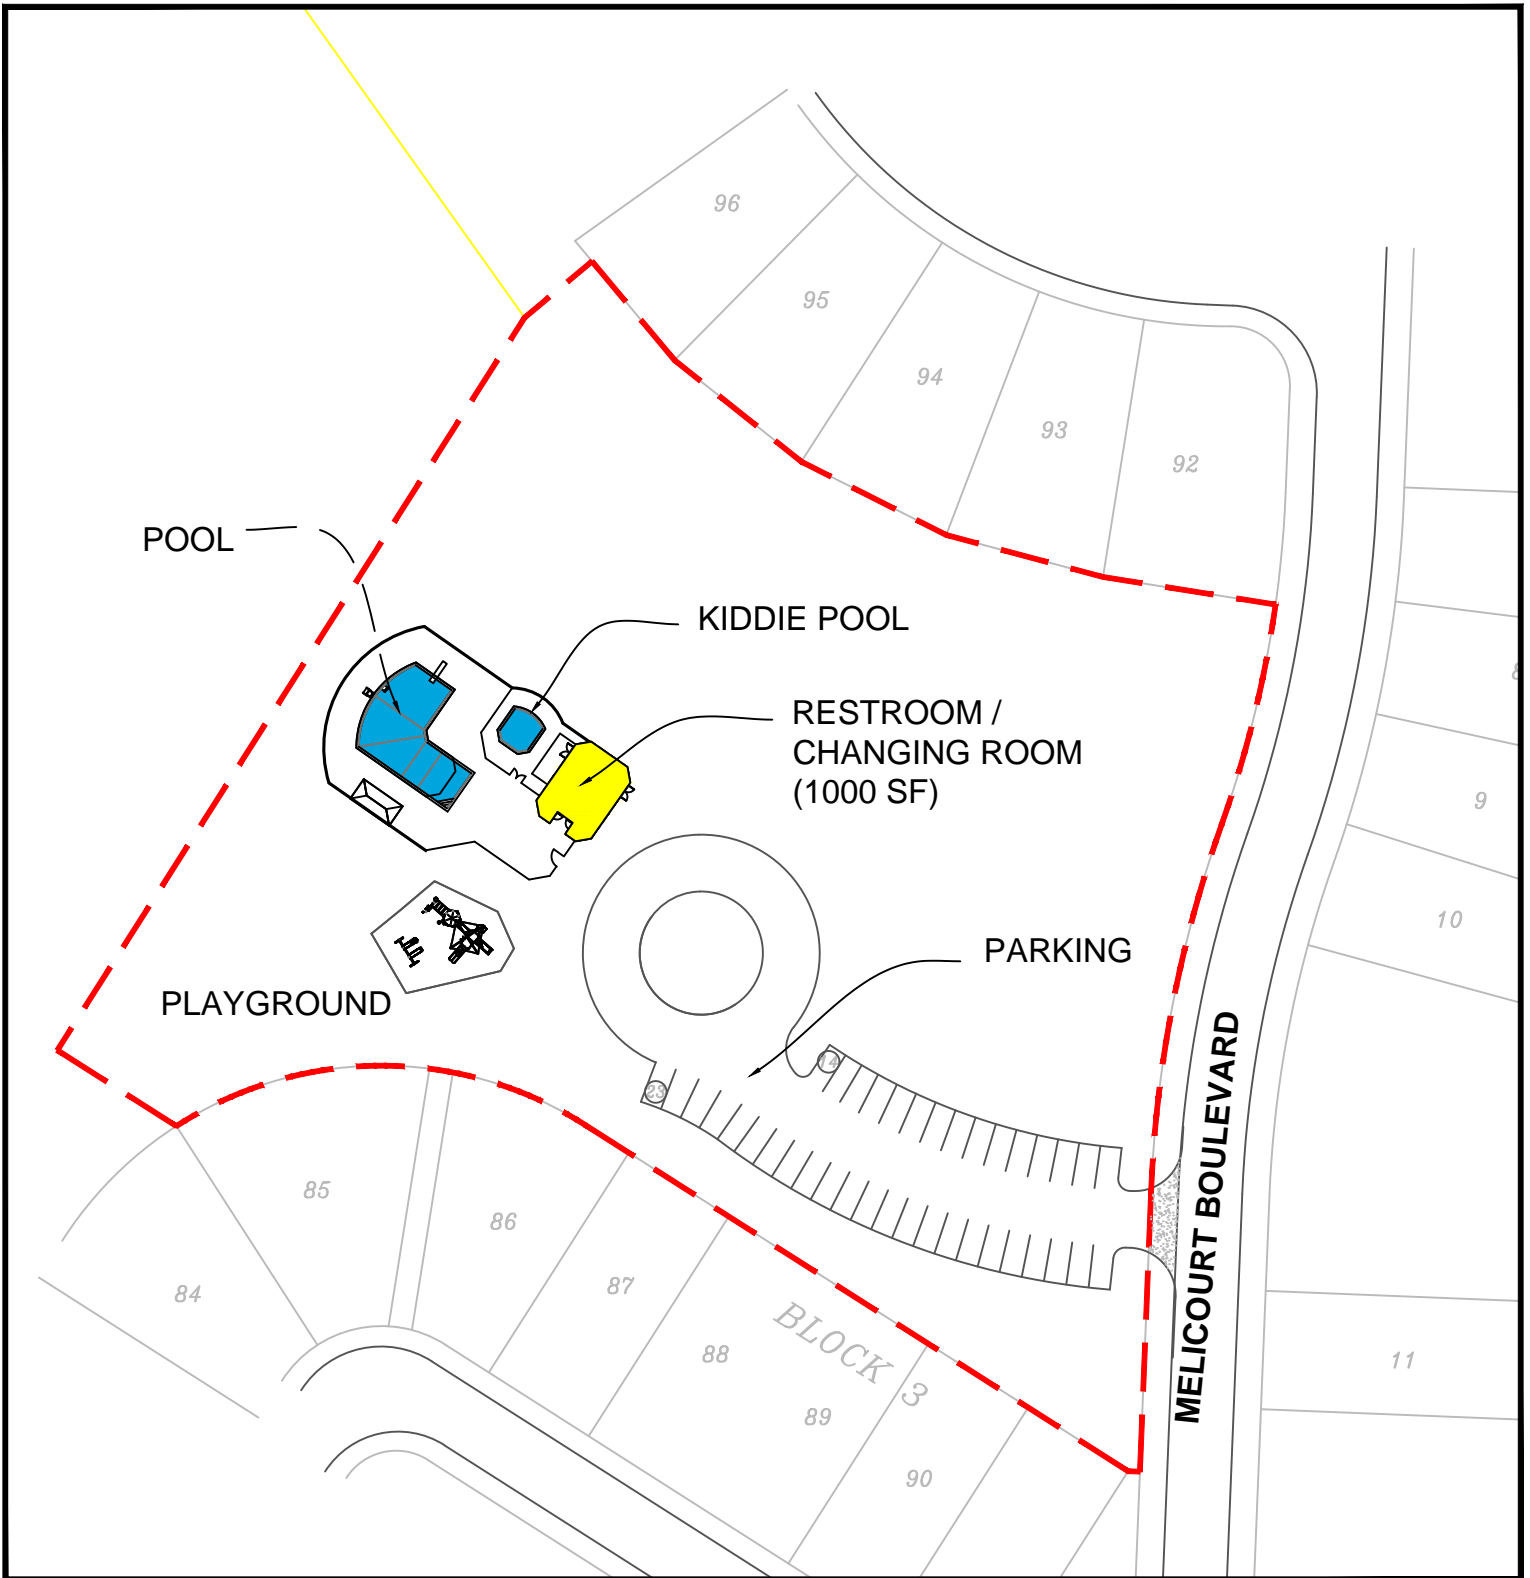 96
95
94
93
92
POOL
KIDDIE POOL
RESTROOM /
CHANGING ROOM
(1000 SF)
9
10
PARKING
PLAYGROUND
14
23
MELICOURT BOULEVARD
85
86
84
87
88
BLOCK 3
89
90
11